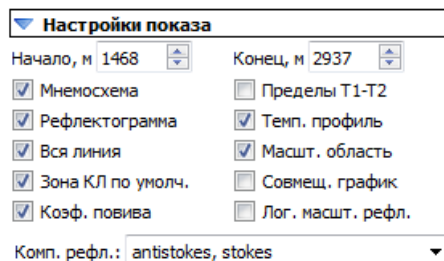 Настройки показа
Начало, м 1468 Конец, м 2937
Мнемосхема Пределы Т1-Т2
Рефлектограмма Темп. профиль
Вся линия Масшт. область
Зона КЛ по умолч. Совмещ. график
Коэф. повива Лог. масшт. рефл.
Комп. рефл.: antistokes, stokes